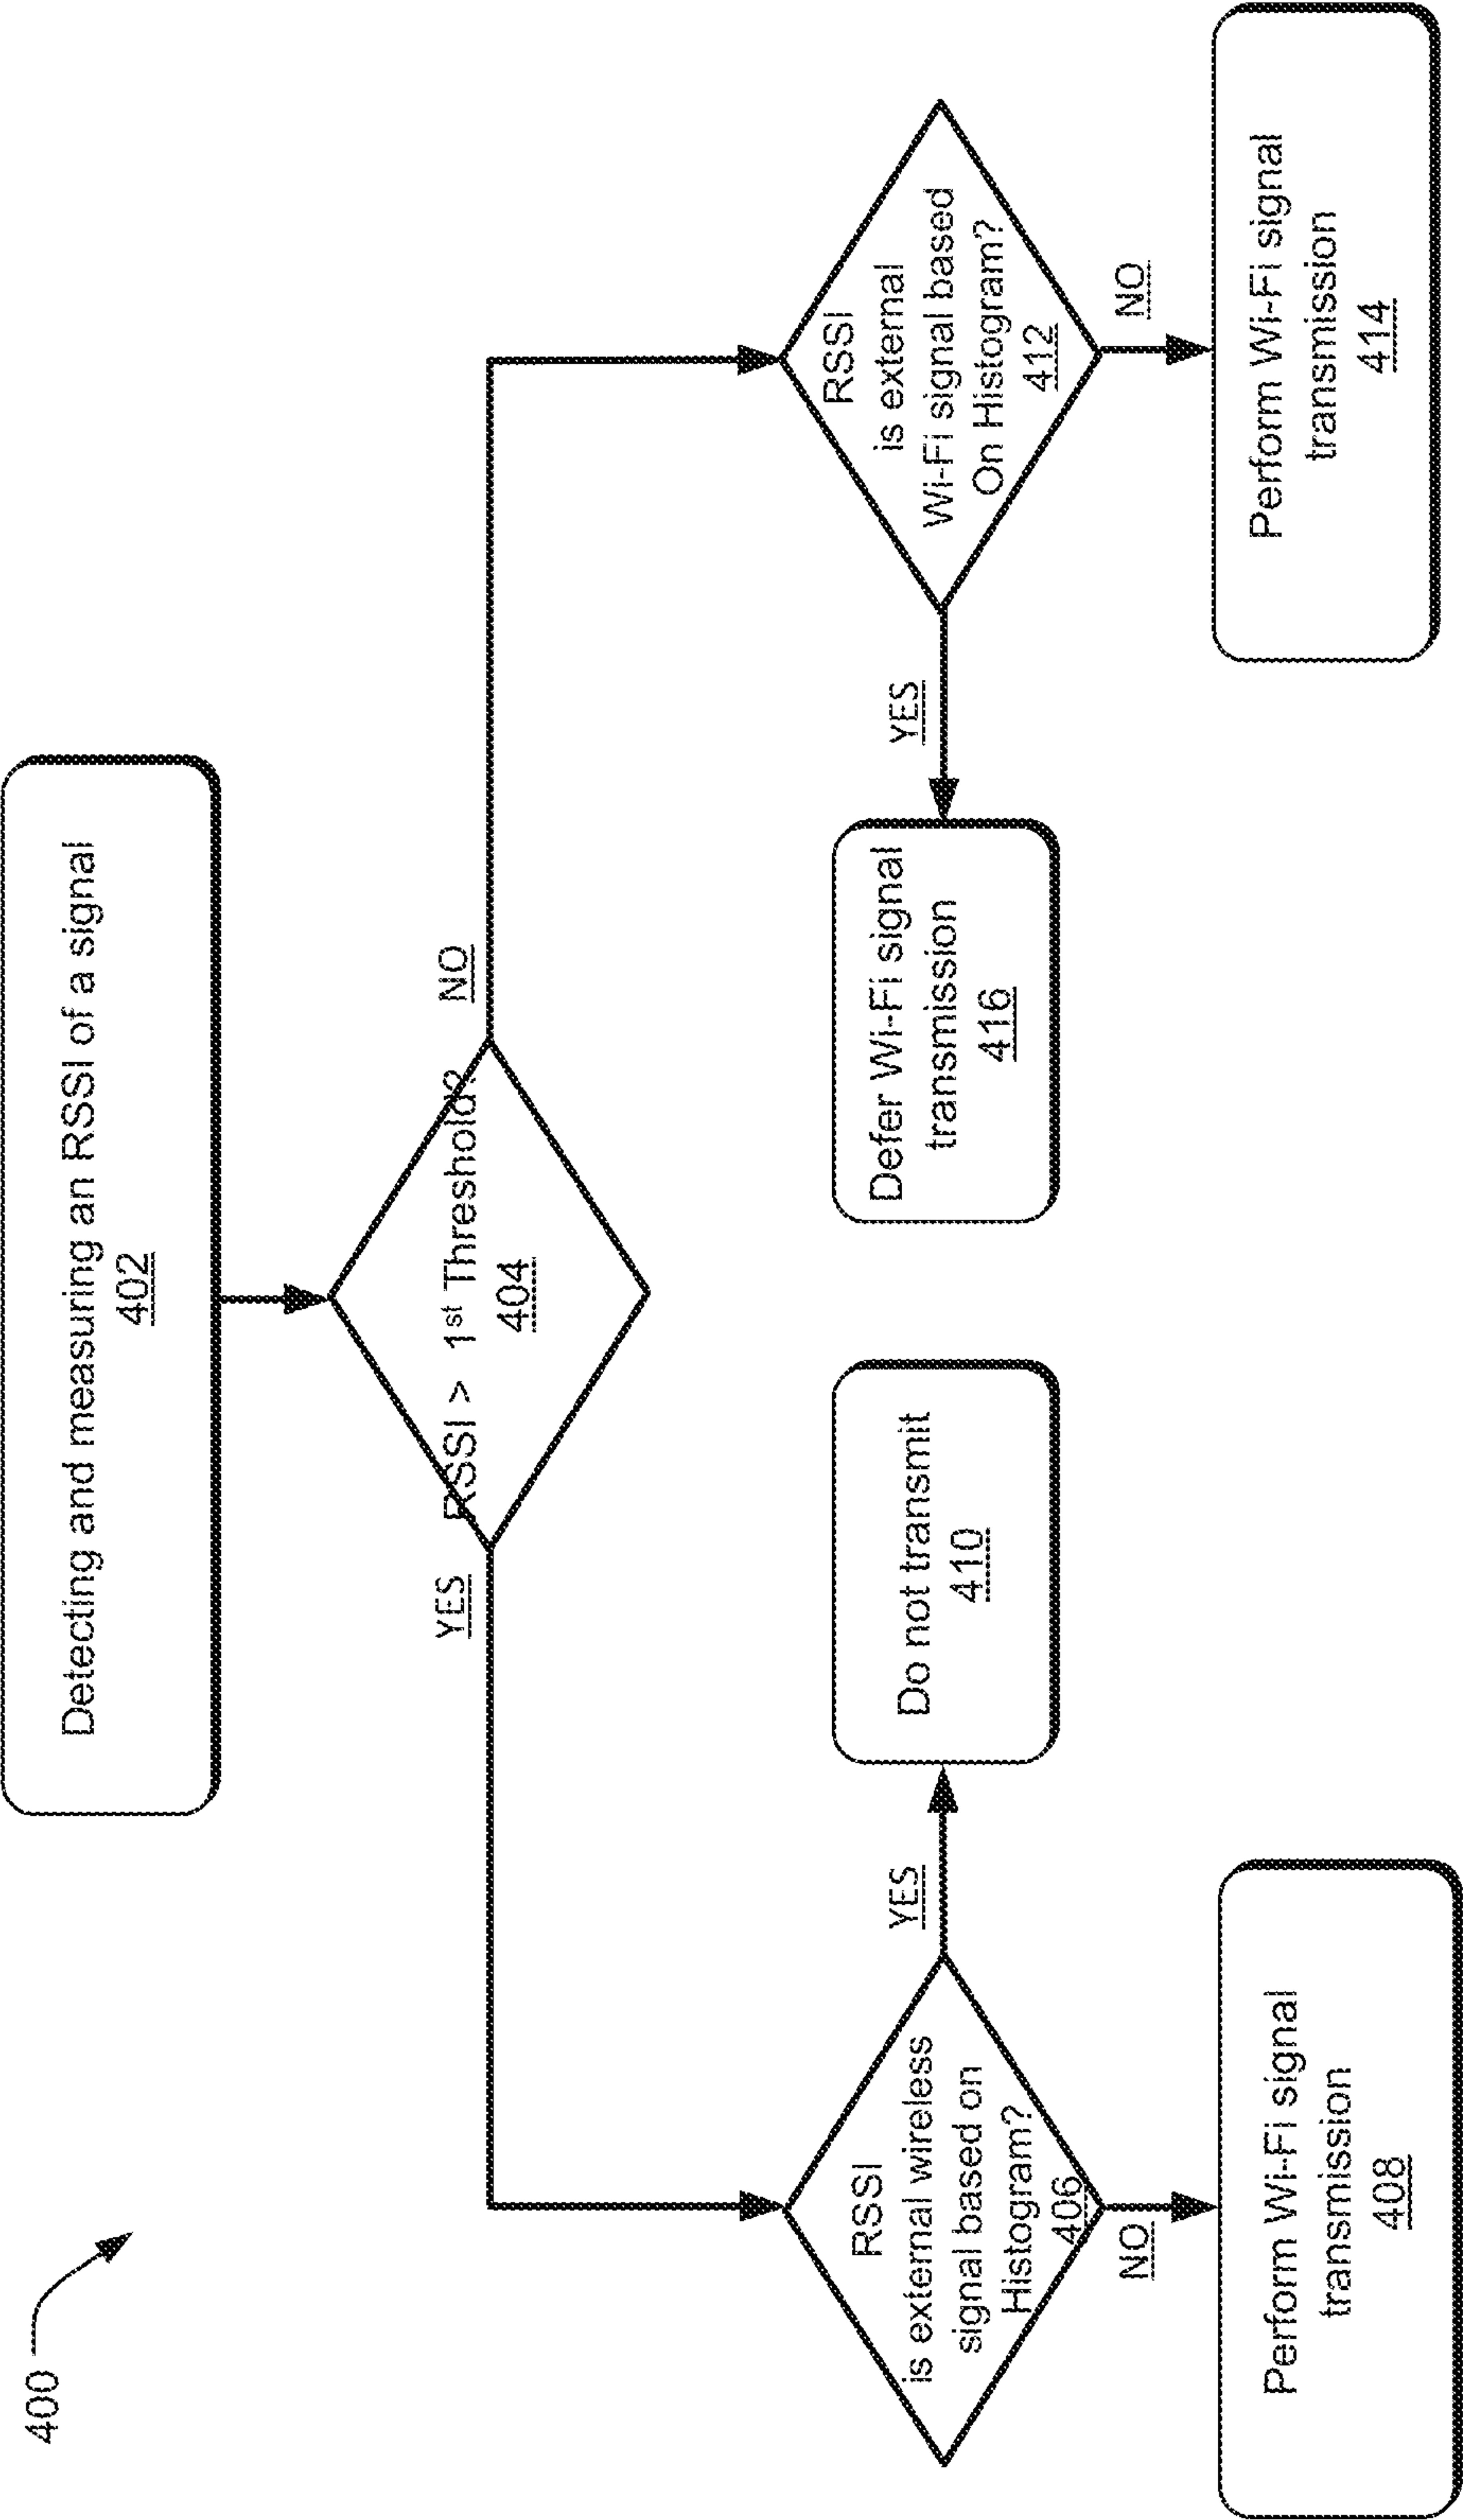 400
Detecting and measuring an RSSI of a signal
402
RSSI > 1st Threshold?
404
YES
NO
RSSI
is external wireless
signal based on
Histogram?
406
YES
NO
Do not transmit
410
Perform Wi-Fi signal
transmission
408
RSSI
is external
Wi-Fi signal based
On Histogram?
412
YES
NO
Defer Wi-Fi signal
transmission
416
Perform Wi-Fi signal
transmission
414